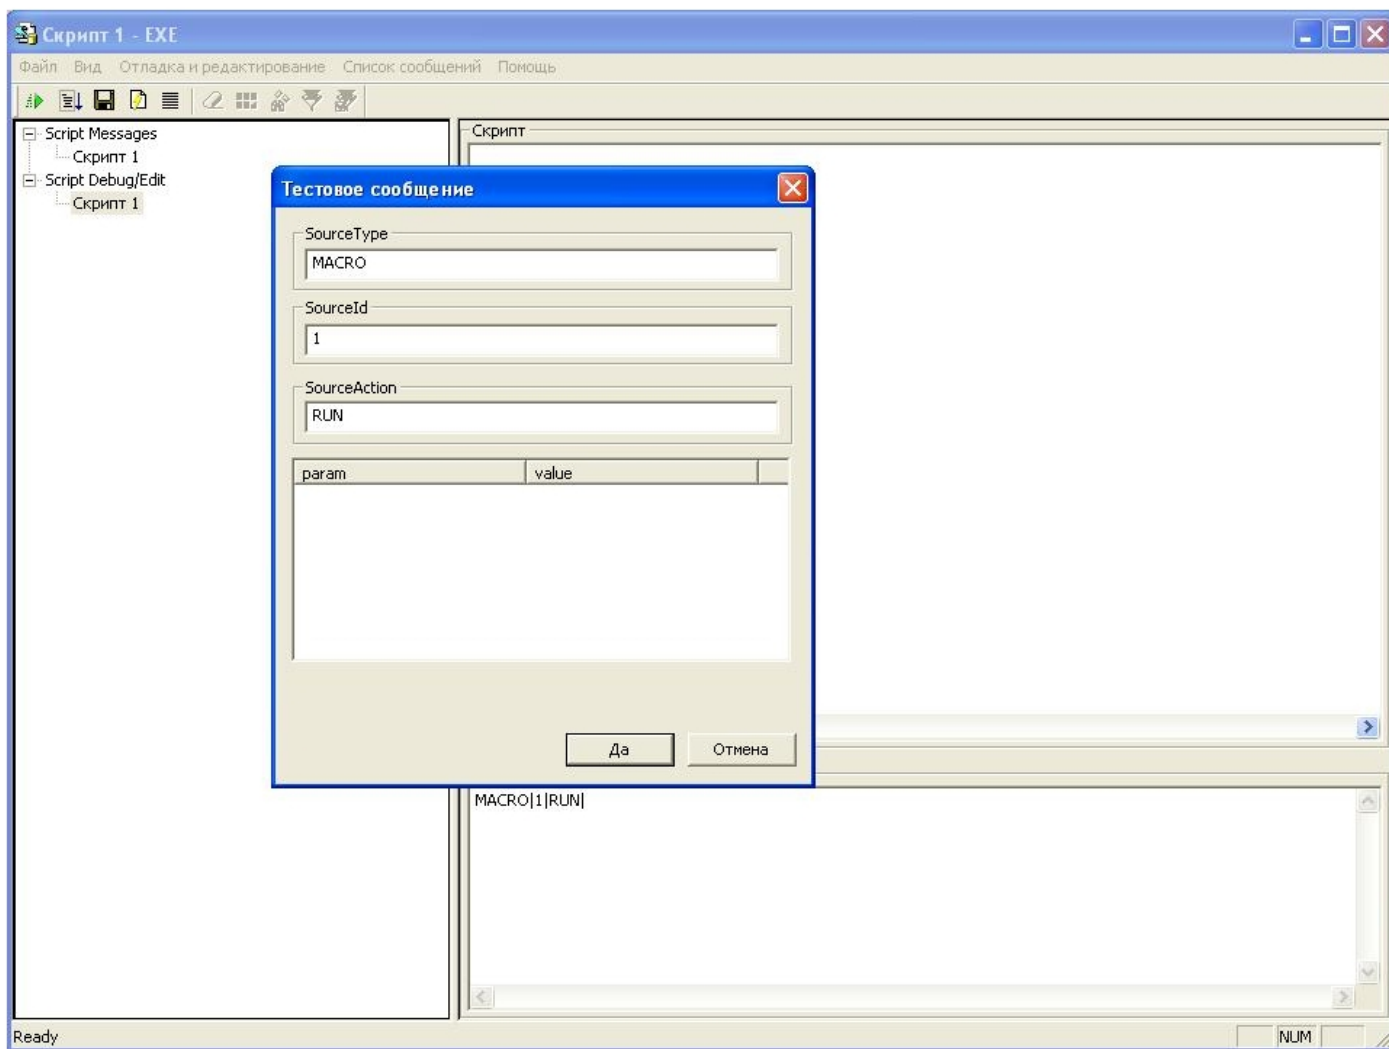 Скрипт 1 - EXE
Файл Вид Отладка и редактирование Список сообщений Помощь
Script Messages
Скрипт 1
Script Debug/Edit
Скрипт 1
Скрипт
Тестовое сообщение
SourceType
MACRO
SourceId
1
SourceAction
RUN
param value
Да Отмена
MACRO|1|RUN|
Ready NUM